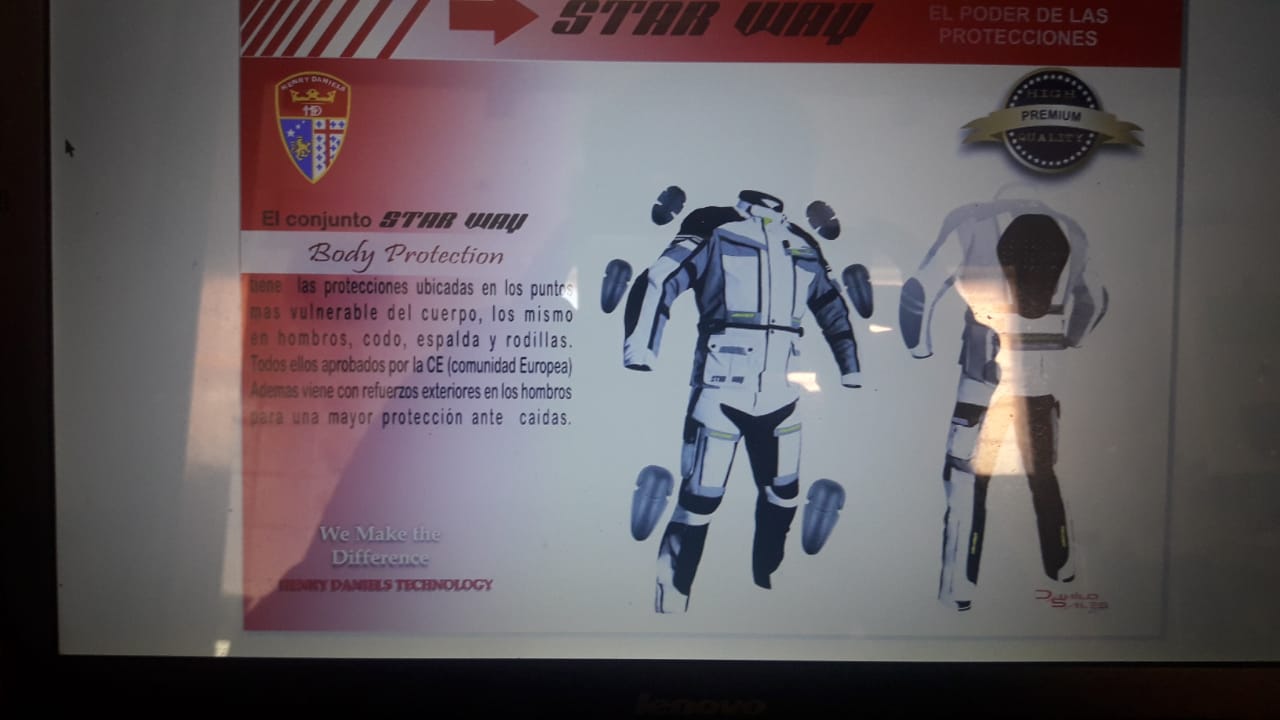 STAR WAY
EL PODER DE LAS
PROTECCIONES
HENRY DANIELS
HD
HIGH
PREMIUM
QUALITY
El conjunto STAR WAY
Body Protection
tiene las protecciones ubicadas en los puntos
mas vulnerable del cuerpo, los mismo
en hombros, codo, espalda y rodillas.
Todos ellos aprobados por la CE (comunidad Europea)
Ademas viene con refuerzos exteriores en los hombros
para una mayor protección ante caidas.
STAR WAY
We Make the
Difference
HENRY DANIELS TECHNOLOGY
lenovo